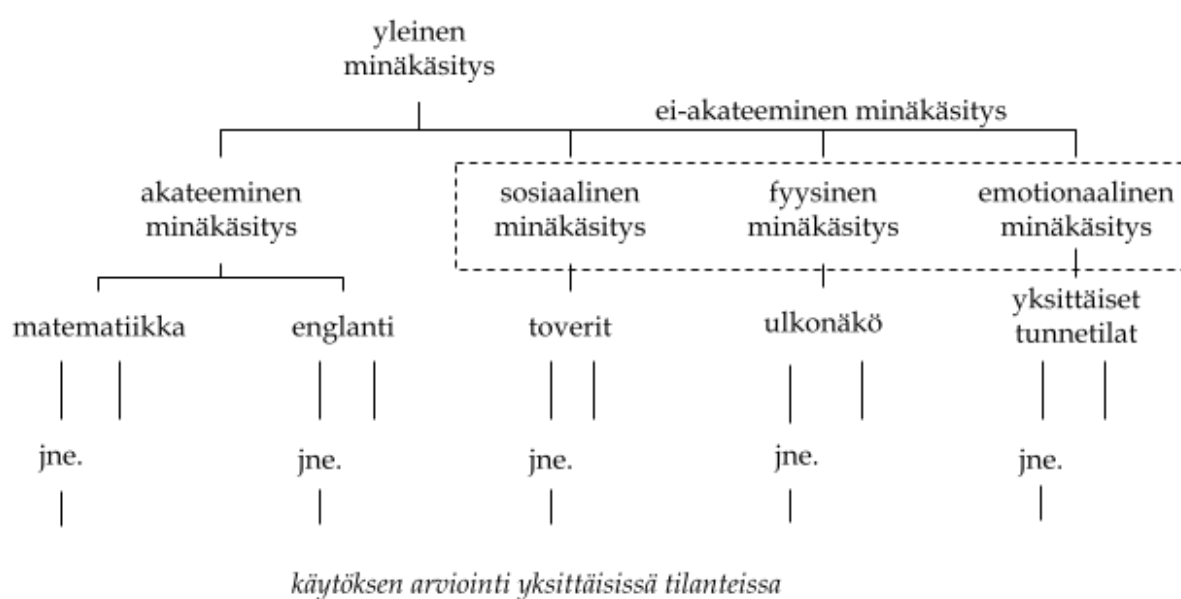 yleinen
minäkäsitys
ei-akateeminen minäkäsitys
akateeminen
minäkäsitys
sosiaalinen
minäkäsitys
fyysinen
minäkäsitys
emotionaalinen
minäkäsitys
matematiikka
englanti
toverit
ulkonäkö
yksittäiset
tunnetilat
jne.
jne.
jne.
jne.
jne.
käytöksen arviointi yksittäisissä tilanteissa